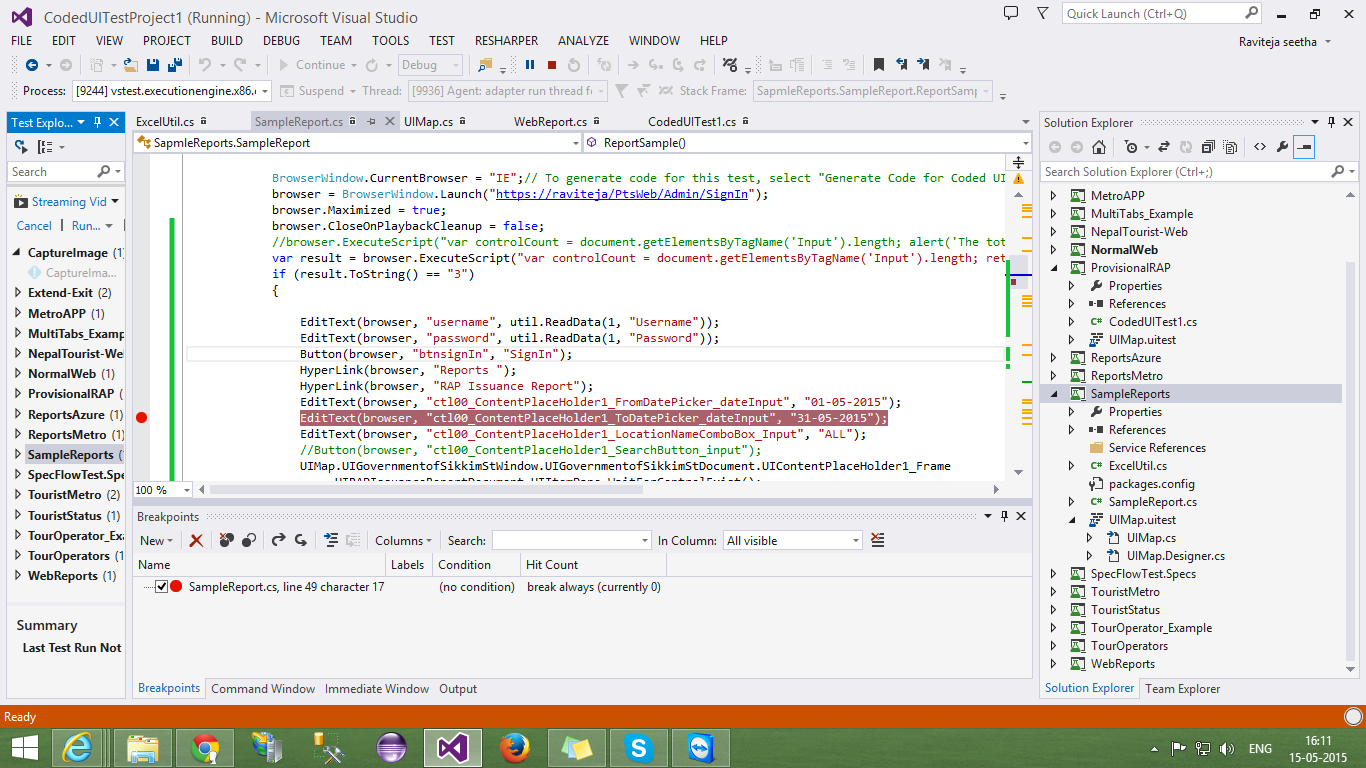 CodedUITestProject1 (Running) - Microsoft Visual Studio
Quick Launch (Ctrl+Q)
FILE EDIT VIEW PROJECT BUILD DEBUG TEAM TOOLS TEST RESHARPER ANALYZE WINDOW HELP
Raviteja seetha
Continue Debug
Process: [9244] vstest.executionengine.x86. Suspend Thread: [9936] Agent: adapter run thread f Stack Frame: SapmleReports.SampleReport.ReportSamp
Test Explo...
Search
Streaming Vid
Cancel Run...
CaptureImage (1)
CaptureIma...
Extend-Exit (2)
MetroAPP (1)
MultiTabs_Examp
NepalTourist-We
NormalWeb (1)
ProvisionalRAP (
ReportsAzure (1)
ReportsMetro (1)
SampleReports (
SpecFlowTest.Spe
TouristMetro (2)
TouristStatus (1)
TourOperator_Exa
TourOperators (1
WebReports (1)
Summary
Last Test Run Not
ExcelUtil.cs SampleReport.cs UIMap.cs WebReport.cs CodedUITest1.cs
SapmleReports.SampleReport ReportSample()
BrowserWindow.CurrentBrowser = "IE";// To generate code for this test, select "Generate Code for Coded UI
browser = BrowserWindow.Launch("https://raviteja/PtsWeb/Admin/SignIn");
browser.Maximized = true;
browser.CloseOnPlaybackCleanup = false;
//browser.ExecuteScript("var controlCount = document.getElementsByTagName('Input').length; alert('The tot
var result = browser.ExecuteScript("var controlCount = document.getElementsByTagName('Input').length; ret
if (result.ToString() == "3")
{
EditText(browser, "username", util.ReadData(1, "Username"));
EditText(browser, "password", util.ReadData(1, "Password"));
Button(browser, "btnsignIn", "SignIn");
HyperLink(browser, "Reports ");
HyperLink(browser, "RAP Issuance Report");
EditText(browser, "ctl00_ContentPlaceHolder1_FromDatePicker_dateInput", "01-05-2015");
EditText(browser, "ctl00_ContentPlaceHolder1_ToDatePicker_dateInput", "31-05-2015");
EditText(browser, "ctl00_ContentPlaceHolder1_LocationNameComboBox_Input", "ALL");
//Button(browser, "ctl00_ContentPlaceHolder1_SearchButton_input");
UIMap.UIGovernmentofSikkimStWindow.UIGovernmentofSikkimStDocument.UIContentPlaceHolder1_Frame
100 %
Breakpoints
New Columns Search: In Column: All visible
Name Labels Condition Hit Count
SampleReport.cs, line 49 character 17 (no condition) break always (currently 0)
Breakpoints Command Window Immediate Window Output
Solution Explorer
Search Solution Explorer (Ctrl+;)
MetroAPP
MultiTabs_Example
NepalTourist-Web
NormalWeb
ProvisionalRAP
Properties
References
CodedUITest1.cs
UIMap.uitest
ReportsAzure
ReportsMetro
SampleReports
Properties
References
Service References
ExcelUtil.cs
packages.config
SampleReport.cs
UIMap.uitest
UIMap.cs
UIMap.Designer.cs
SpecFlowTest.Specs
TouristMetro
TouristStatus
TourOperator_Example
TourOperators
WebReports
Solution Explorer Team Explorer
Ready
ENG
16:11
15-05-2015